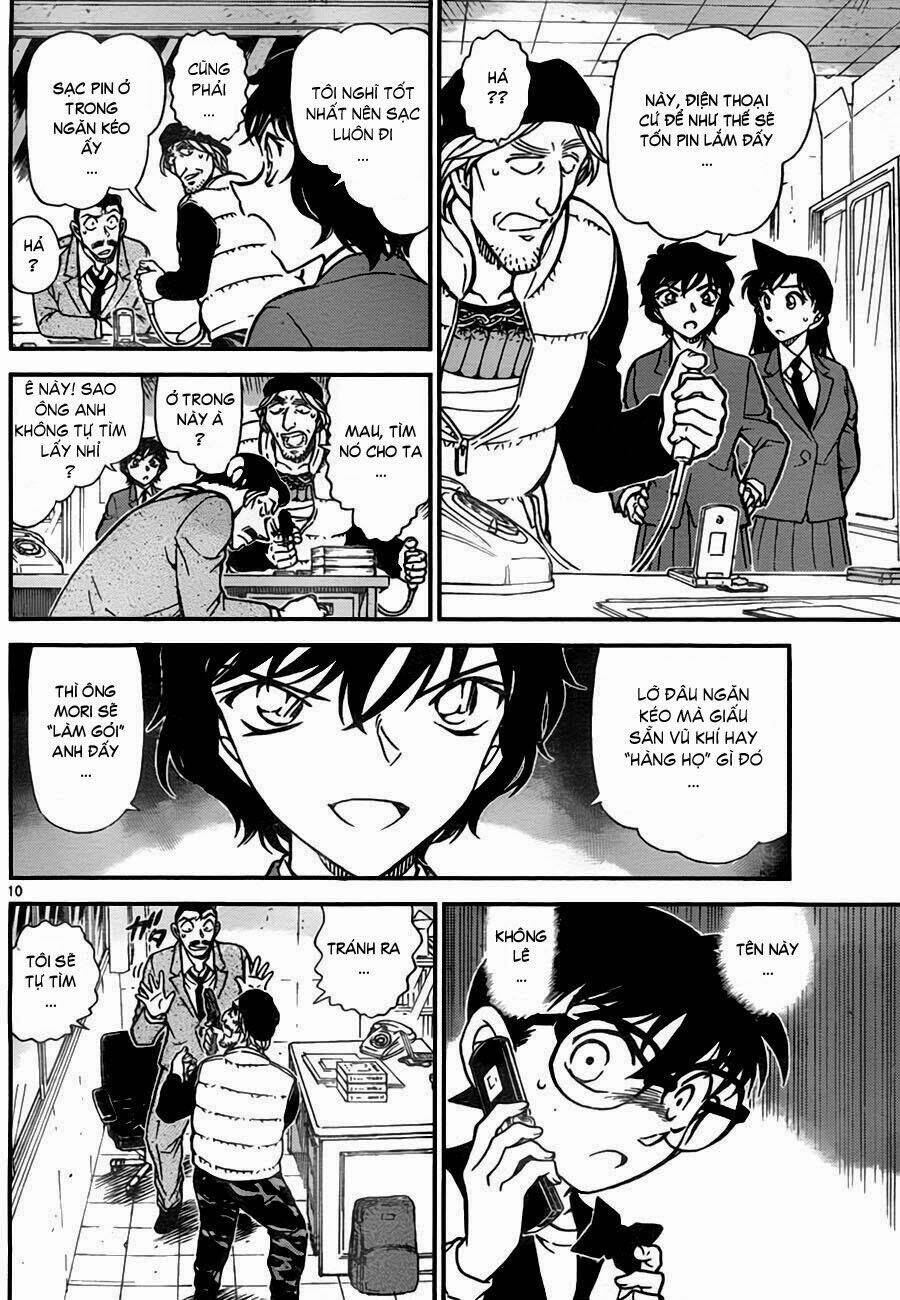 NÀY, ĐIỆN THOẠI
CỨ ĐỂ NHƯ THẾ SẼ
TỐN PIN LẮM ĐẤY
...
HẢ
??
TÔI NGHĨ TỐT
NHẤT NÊN SẠC
LUÔN ĐI
...
CŨNG
PHẢI
...
SẠC PIN Ở
TRONG
NGĂN KÉO
ẤY
...
HẢ
?
MAU, TÌM
NÓ CHO TA
...
Ở TRONG
NÀY À
?
Ê NÀY! SAO
ÔNG ANH
KHÔNG TỰ TÌM
LẤY NHỈ
?
LỠ ĐÂU NGĂN
KÉO MÀ GIẤU
SẴN VŨ KHÍ HAY
“HÀNG HỌ” GÌ ĐÓ
...
THÌ ÔNG
MORI SẼ
“LÀM GỎI”
ANH ĐẤY
...
10
TÊN NÀY
...
KHÔNG
LẼ
...
TRÁNH RA
...
ガタ
TÔI SẼ
TỰ TÌM
...